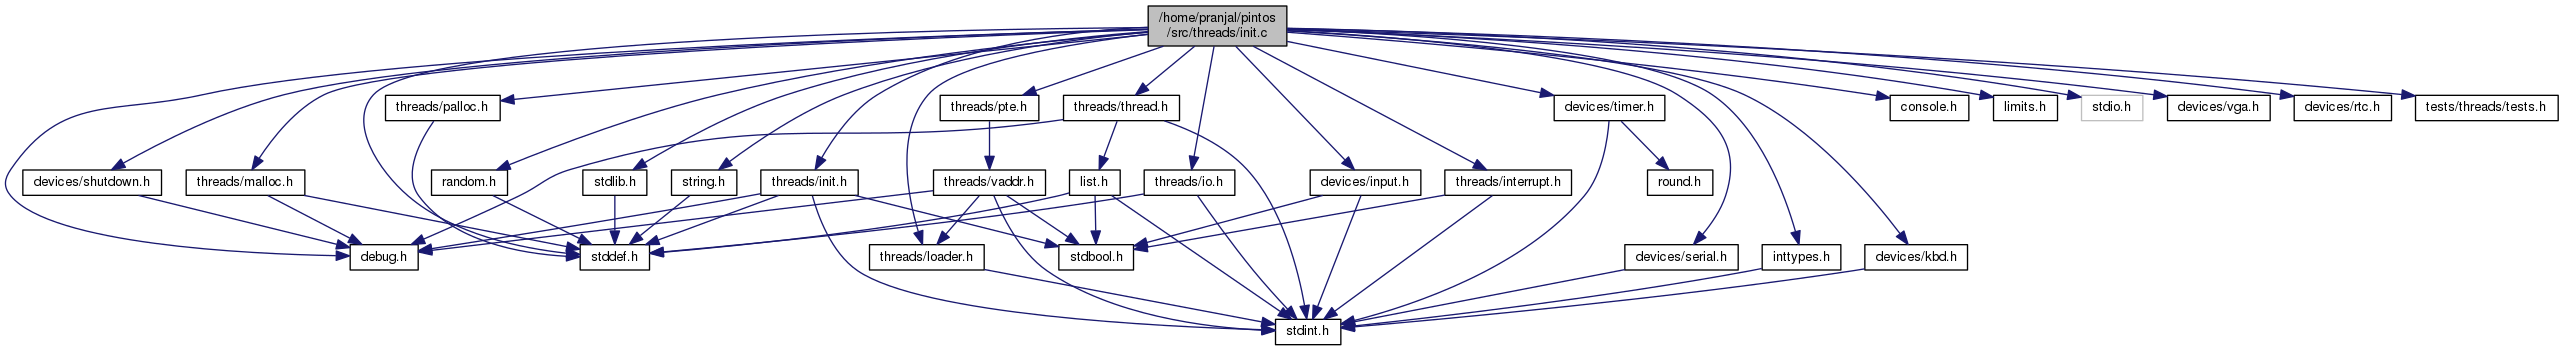 /home/pranjal/pintos
/src/threads/init.c
threads/palloc.h
threads/pte.h
threads/thread.h
devices/timer.h
console.h
limits.h
stdio.h
devices/vga.h
devices/rtc.h
tests/threads/tests.h
devices/shutdown.h
threads/malloc.h
random.h
stdlib.h
string.h
threads/init.h
threads/vaddr.h
list.h
threads/io.h
devices/input.h
threads/interrupt.h
round.h
debug.h
stddef.h
threads/loader.h
stdbool.h
devices/serial.h
inttypes.h
devices/kbd.h
stdint.h